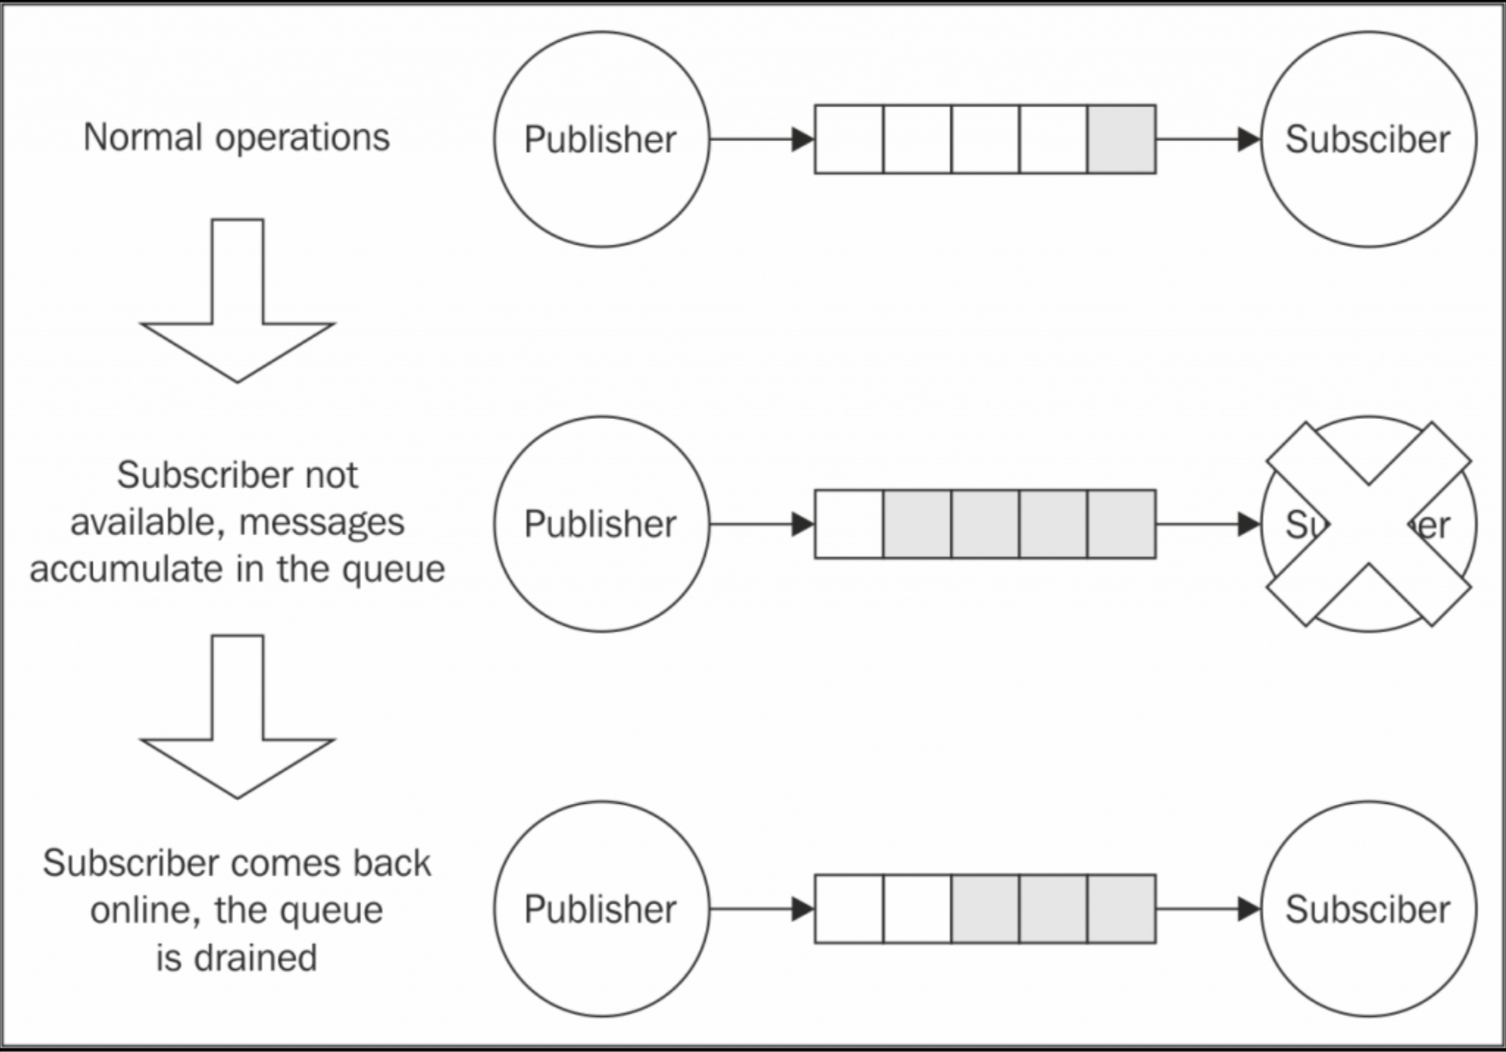 Normal operations
Publisher
Subsciber
Subscriber not
available, messages
accumulate in the queue
Publisher
Su er
Subscriber comes back
online, the queue
is drained
Publisher
Subsciber